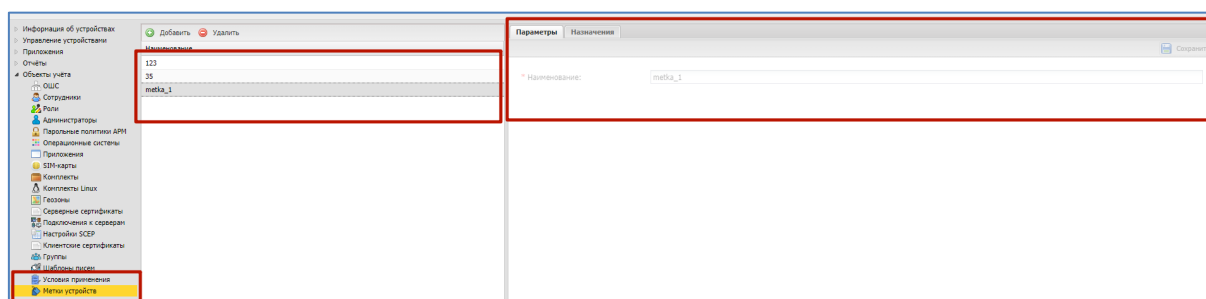 Информация об устройствах
Управление устройствами
Приложения
Отчёты
Объекты учёта
ОШС
Сотрудники
Роли
Администраторы
Парольные политики АРМ
Операционные системы
Приложения
SIM-карты
Комплекты
Комплекты Linux
Геозоны
Серверные сертификаты
Подключения к серверам
Настройки SCEP
Клиентские сертификаты
Группы
Шаблоны писем
Условия применения
Метки устройств
Добавить Удалить
Наименование
123
35
metka_1
Параметры Назначения
Сохранит
* Наименование: metka_1